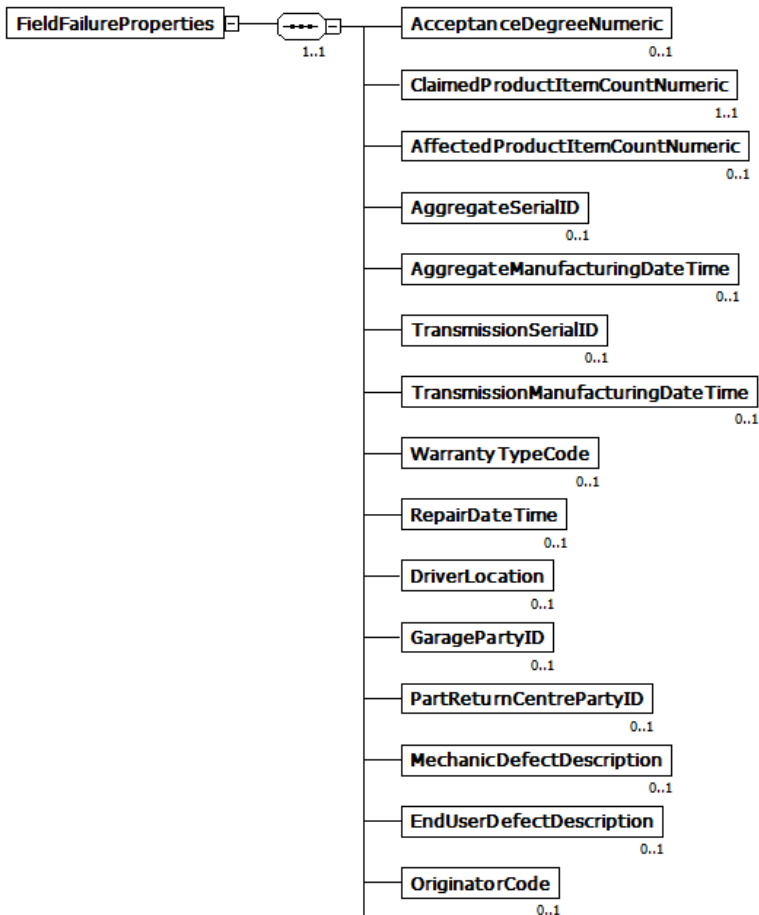 FieldFailureProperties
1..1
AcceptanceDegreeNumeric
0..1
ClaimedProductItemCountNumeric
1..1
AffectedProductItemCountNumeric
0..1
AggregateSerialID
0..1
AggregateManufacturingDateTime
0..1
TransmissionSerialID
0..1
TransmissionManufacturingDateTime
0..1
WarrantyTypeCode
0..1
RepairDateTime
0..1
DriverLocation
0..1
GaragePartyID
0..1
PartReturnCentrePartyID
0..1
MechanicDefectDescription
0..1
EndUserDefectDescription
0..1
OriginatorCode
0..1